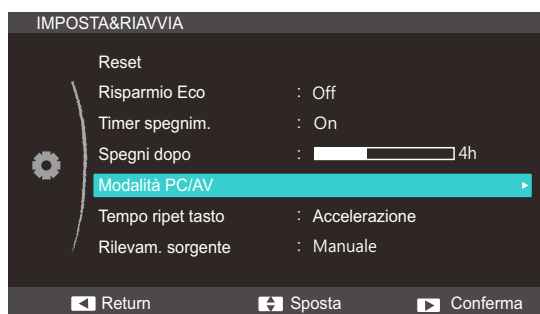 IMPOSTA&RIAVVIA
Reset
Risparmio Eco : Off
Timer spegnim. : On
Spegni dopo : 4h
Modalità PC/AV
Tempo ripet tasto : Accelerazione
Rilevam. sorgente : Manuale
Return Sposta Conferma